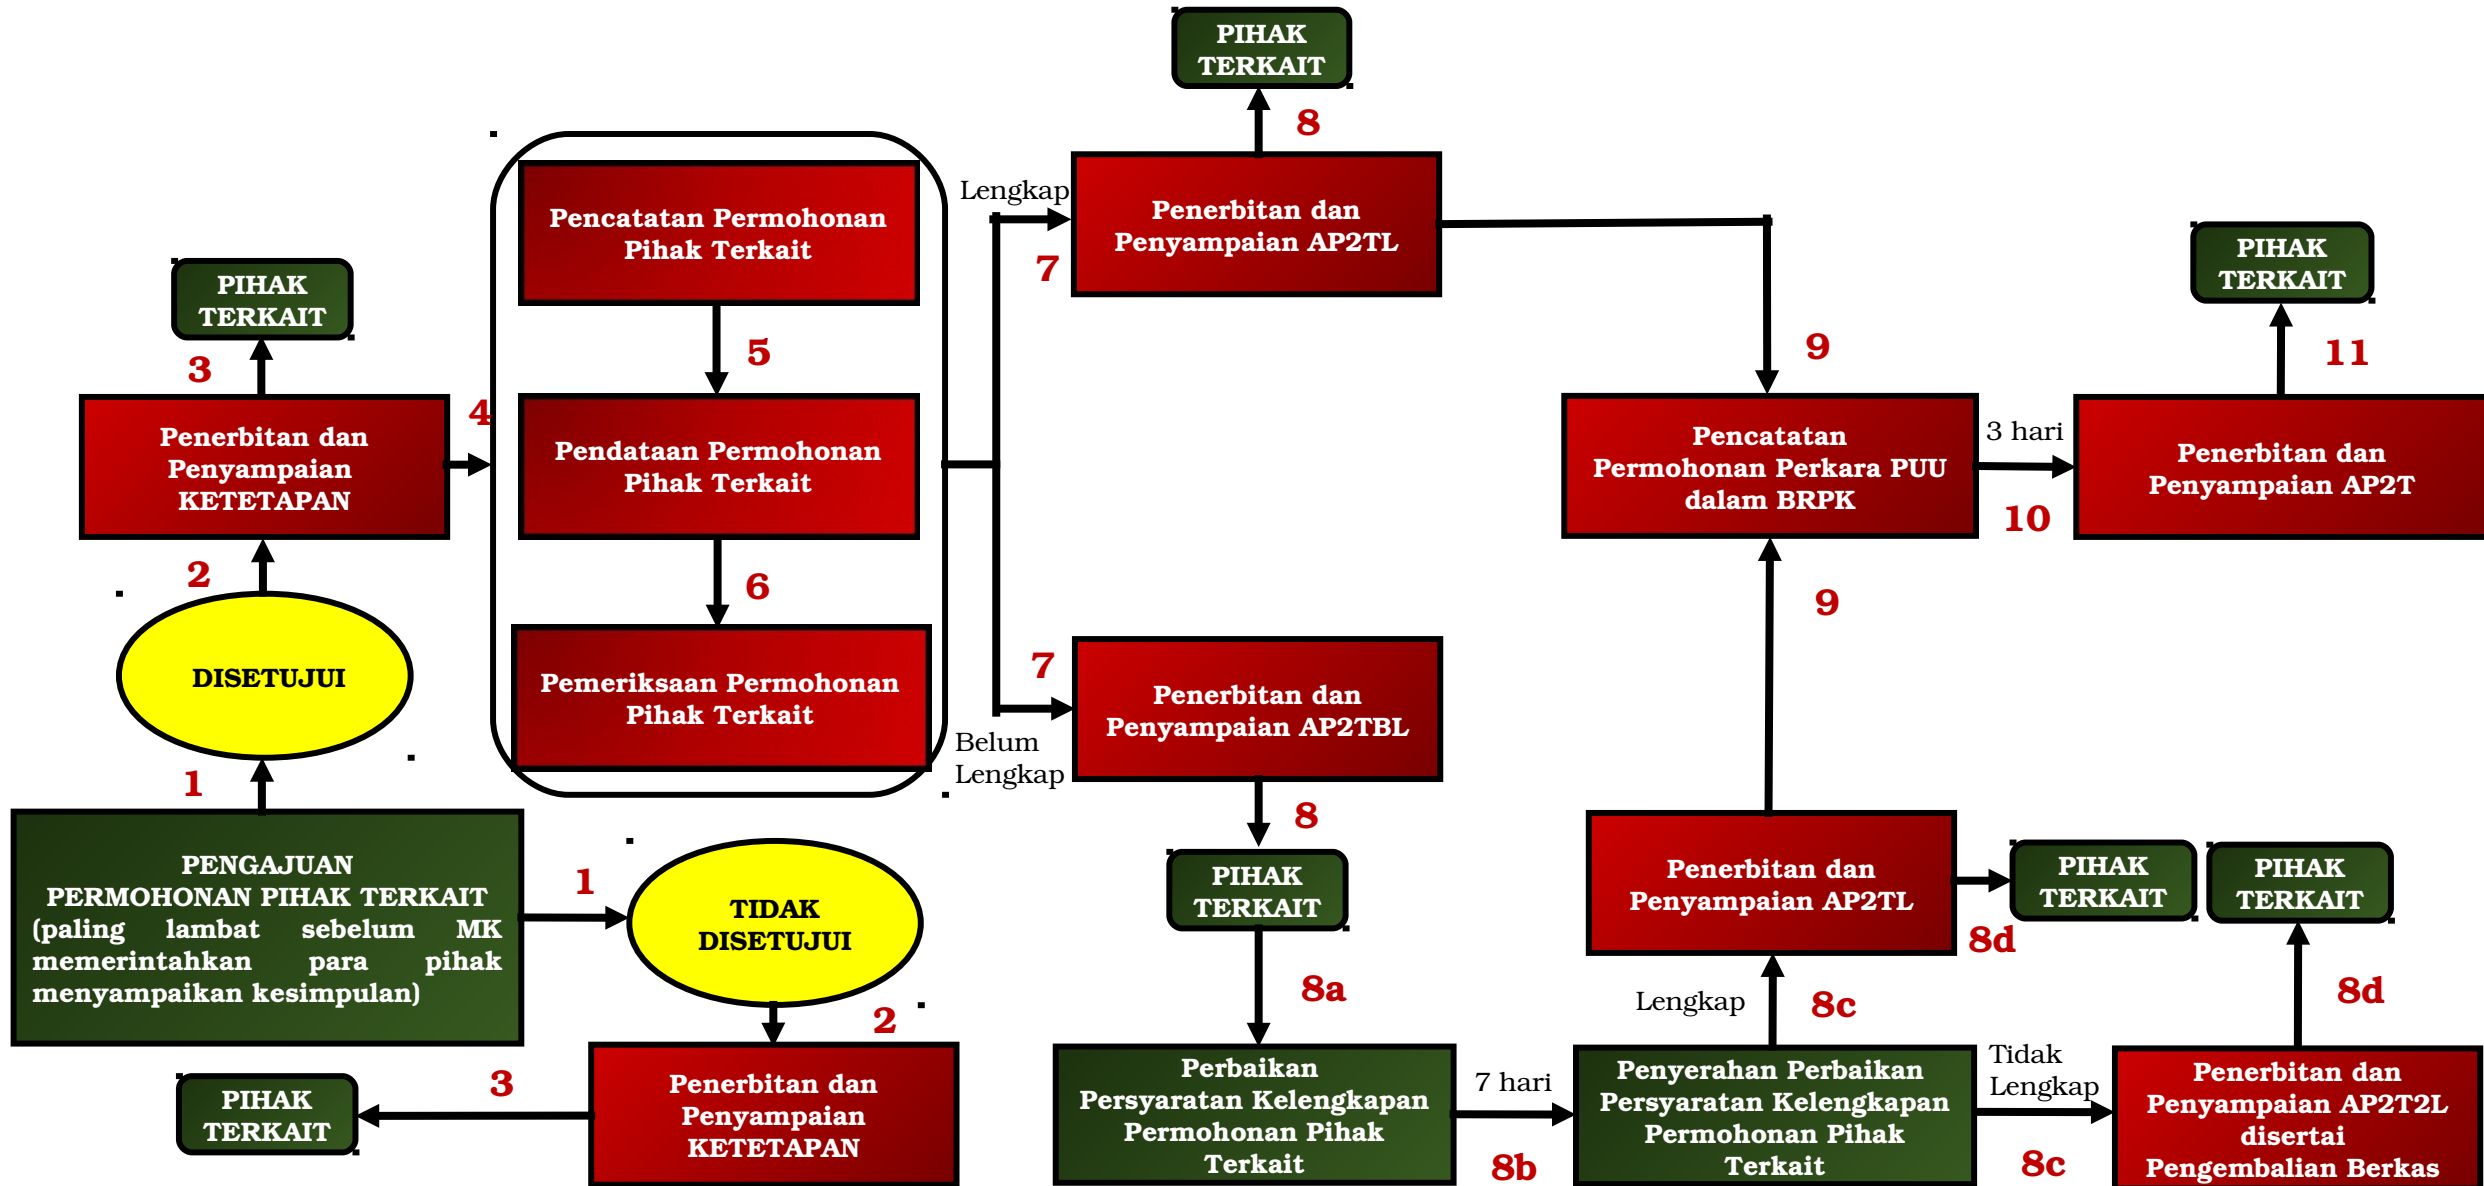 PIHAK
TERKAIT
8
Pencatatan Permohonan
Pihak Terkait
Lengkap
7
Penerbitan dan
Penyampaian AP2TL
PIHAK
TERKAIT
3
5
9
PIHAK
TERKAIT
11
4
Penerbitan dan
Penyampaian
KETETAPAN
Pendataan Permohonan
Pihak Terkait
Pencatatan
Permohonan Perkara PUU
dalam BRPK
3 hari
10
Penerbitan dan
Penyampaian AP2T
2
6
9
DISETUJUI
Pemeriksaan Permohonan
Pihak Terkait
7
Penerbitan dan
Penyampaian AP2TBL
Belum
Lengkap
1
8
PENGAJUAN
PERMOHONAN PIHAK TERKAIT
(paling lambat sebelum MK
memerintahkan para pihak
menyampaikan kesimpulan)
1
TIDAK
DISETUJUI
PIHAK
TERKAIT
Penerbitan dan
Penyampaian AP2TL
PIHAK
TERKAIT
PIHAK
TERKAIT
8d
8a
Lengkap
8c
8d
2
PIHAK
TERKAIT
3
Penerbitan dan
Penyampaian
KETETAPAN
Perbaikan
Persyaratan Kelengkapan
Permohonan Pihak
Terkait
7 hari
8b
Penyerahan Perbaikan
Persyaratan Kelengkapan
Permohonan Pihak
Terkait
Tidak
Lengkap
8c
Penerbitan dan
Penyampaian AP2T2L
disertai
Pengembalian Berkas